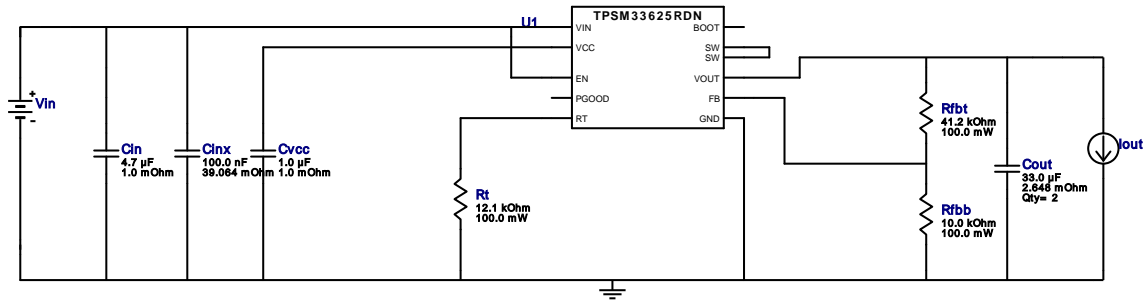 TPSM33625RDN
U1
VIN
BOOT
VCC
SW
SW
EN
VOUT
PGOOD
FB
RT
GND
+
Vin
-
Cin
4.7 µF
1.0 mOhm
Cinx
100.0 nF
39.064 mOhm
Cvcc
1.0 µF
1.0 mOhm
Rt
12.1 kOhm
100.0 mW
Rfbt
41.2 kOhm
100.0 mW
Rfbb
10.0 kOhm
100.0 mW
Cout
33.0 µF
2.648 mOhm
Qty= 2
Iout